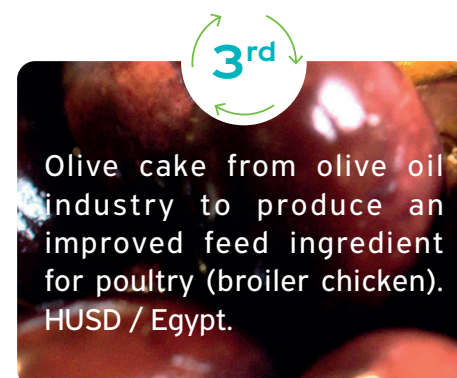 3rd
Olive cake from olive oil
industry to produce an
improved feed ingredient
for poultry (broiler chicken).
HUSD / Egypt.